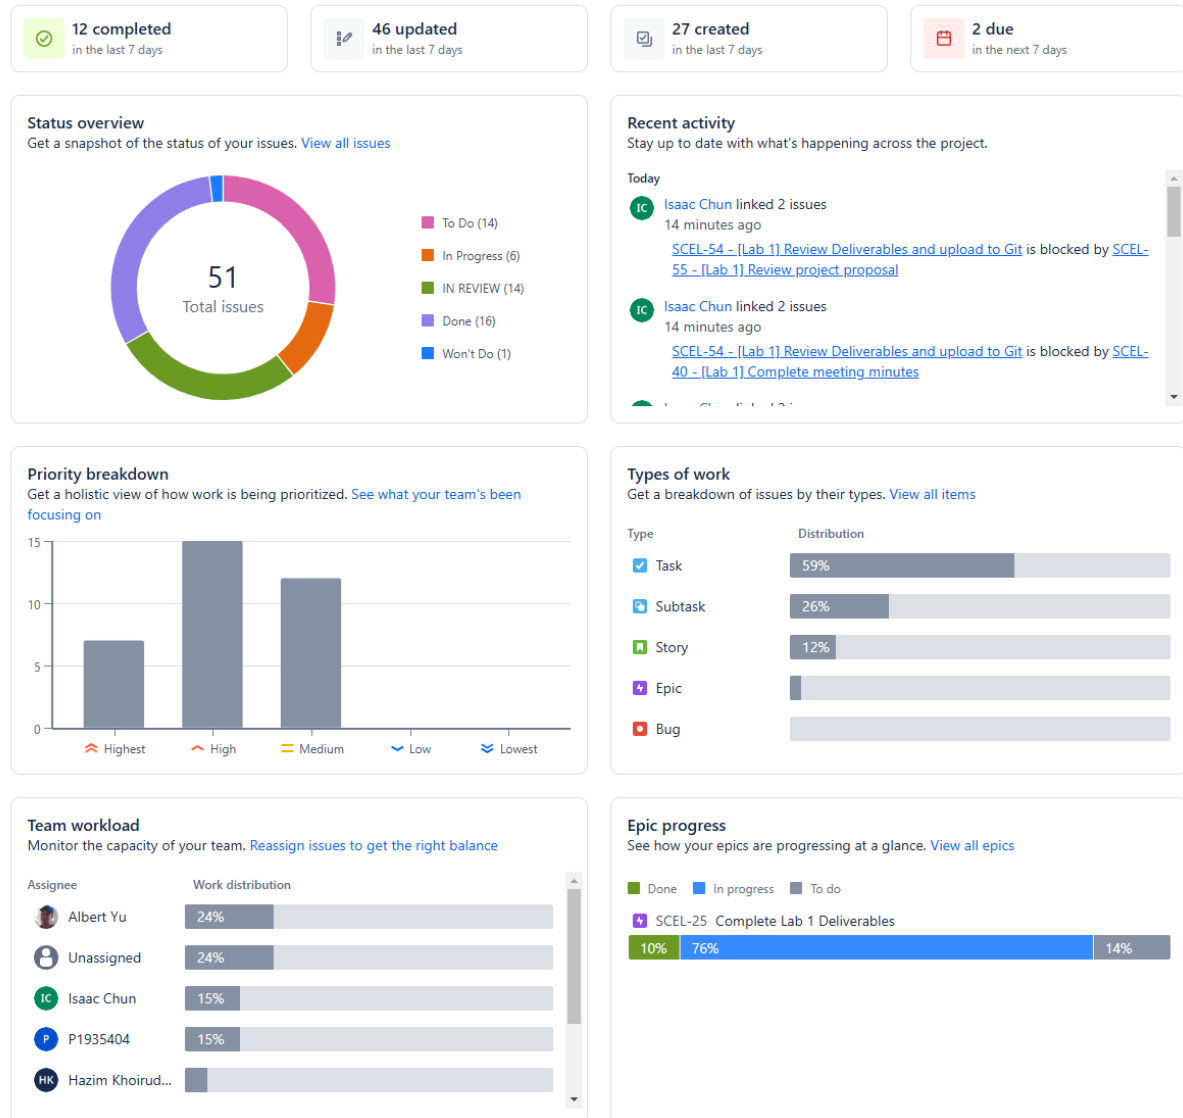 12 completed
in the last 7 days
46 updated
in the last 7 days
27 created
in the last 7 days
2 due
in the next 7 days
Status overview
Get a snapshot of the status of your issues. View all issues
51
Total issues
To Do (14)
In Progress (6)
IN REVIEW (14)
Done (16)
Won't Do (1)
Recent activity
Stay up to date with what's happening across the project.
Today
IC
Isaac Chun linked 2 issues
14 minutes ago
SCEL-54 - [Lab 1] Review Deliverables and upload to Git is blocked by SCEL-
55 - [Lab 1] Review project proposal
IC
Isaac Chun linked 2 issues
14 minutes ago
SCEL-54 - [Lab 1] Review Deliverables and upload to Git is blocked by SCEL-
40 - [Lab 1] Complete meeting minutes
Priority breakdown
Get a holistic view of how work is being prioritized. See what your team's been
focusing on
15
10
5
0
Highest
High
Medium
Low
Lowest
Types of work
Get a breakdown of issues by their types. View all items
Type
Distribution
Task
59%
Subtask
26%
Story
12%
Epic
Bug
Team workload
Monitor the capacity of your team. Reassign issues to get the right balance
Assignee
Work distribution
Albert Yu
24%
Unassigned
24%
IC
Isaac Chun
15%
P
P1935404
15%
HK
Hazim Khoirud...
Epic progress
See how your epics are progressing at a glance. View all epics
Done
In progress
To do
SCEL-25 Complete Lab 1 Deliverables
10%
76%
14%